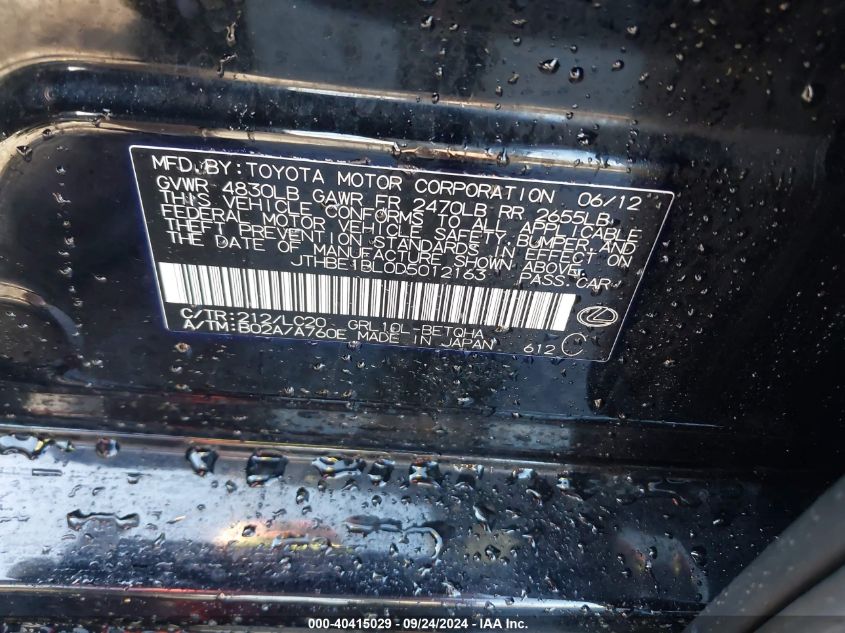 MFD. BY: TOYOTA MOTOR CORPORATION 06/12
GVWR 4830LB GAWR FR 2470LB RR 2655LB
THIS VEHICLE CONFORMS TO ALL APPLICABLE
FEDERAL MOTOR VEHICLE SAFETY, BUMPER, AND
THEFT PREVENTION STANDARDS IN EFFECT ON
THE DATE OF MANUFACTURE SHOWN ABOVE.
JTHBE1BL0D5012163 PASS.CAR
C/TR: 212/LC20 GRL10L-BETQHA
A/TM: B02A/A760E MADE IN JAPAN 612 C
000-40415029 - 09/24/2024 - IAA Inc.